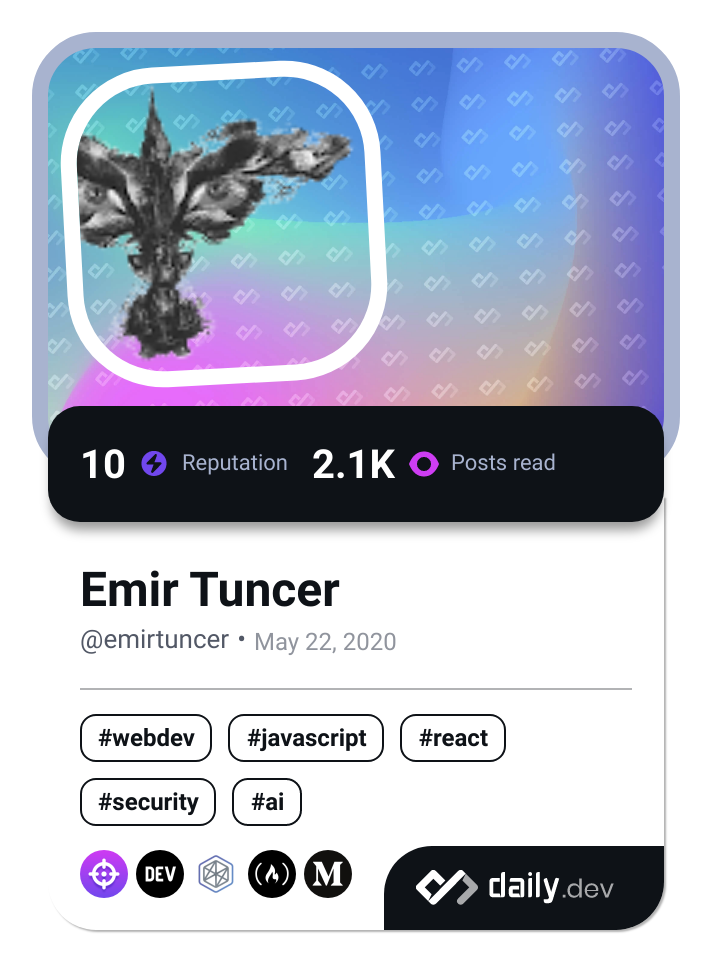 10 Reputation 2.1K Posts read
Emir Tuncer
@emirtuncer • May 22, 2020
#webdev #javascript #react
#security #ai
DEV M
daily.dev